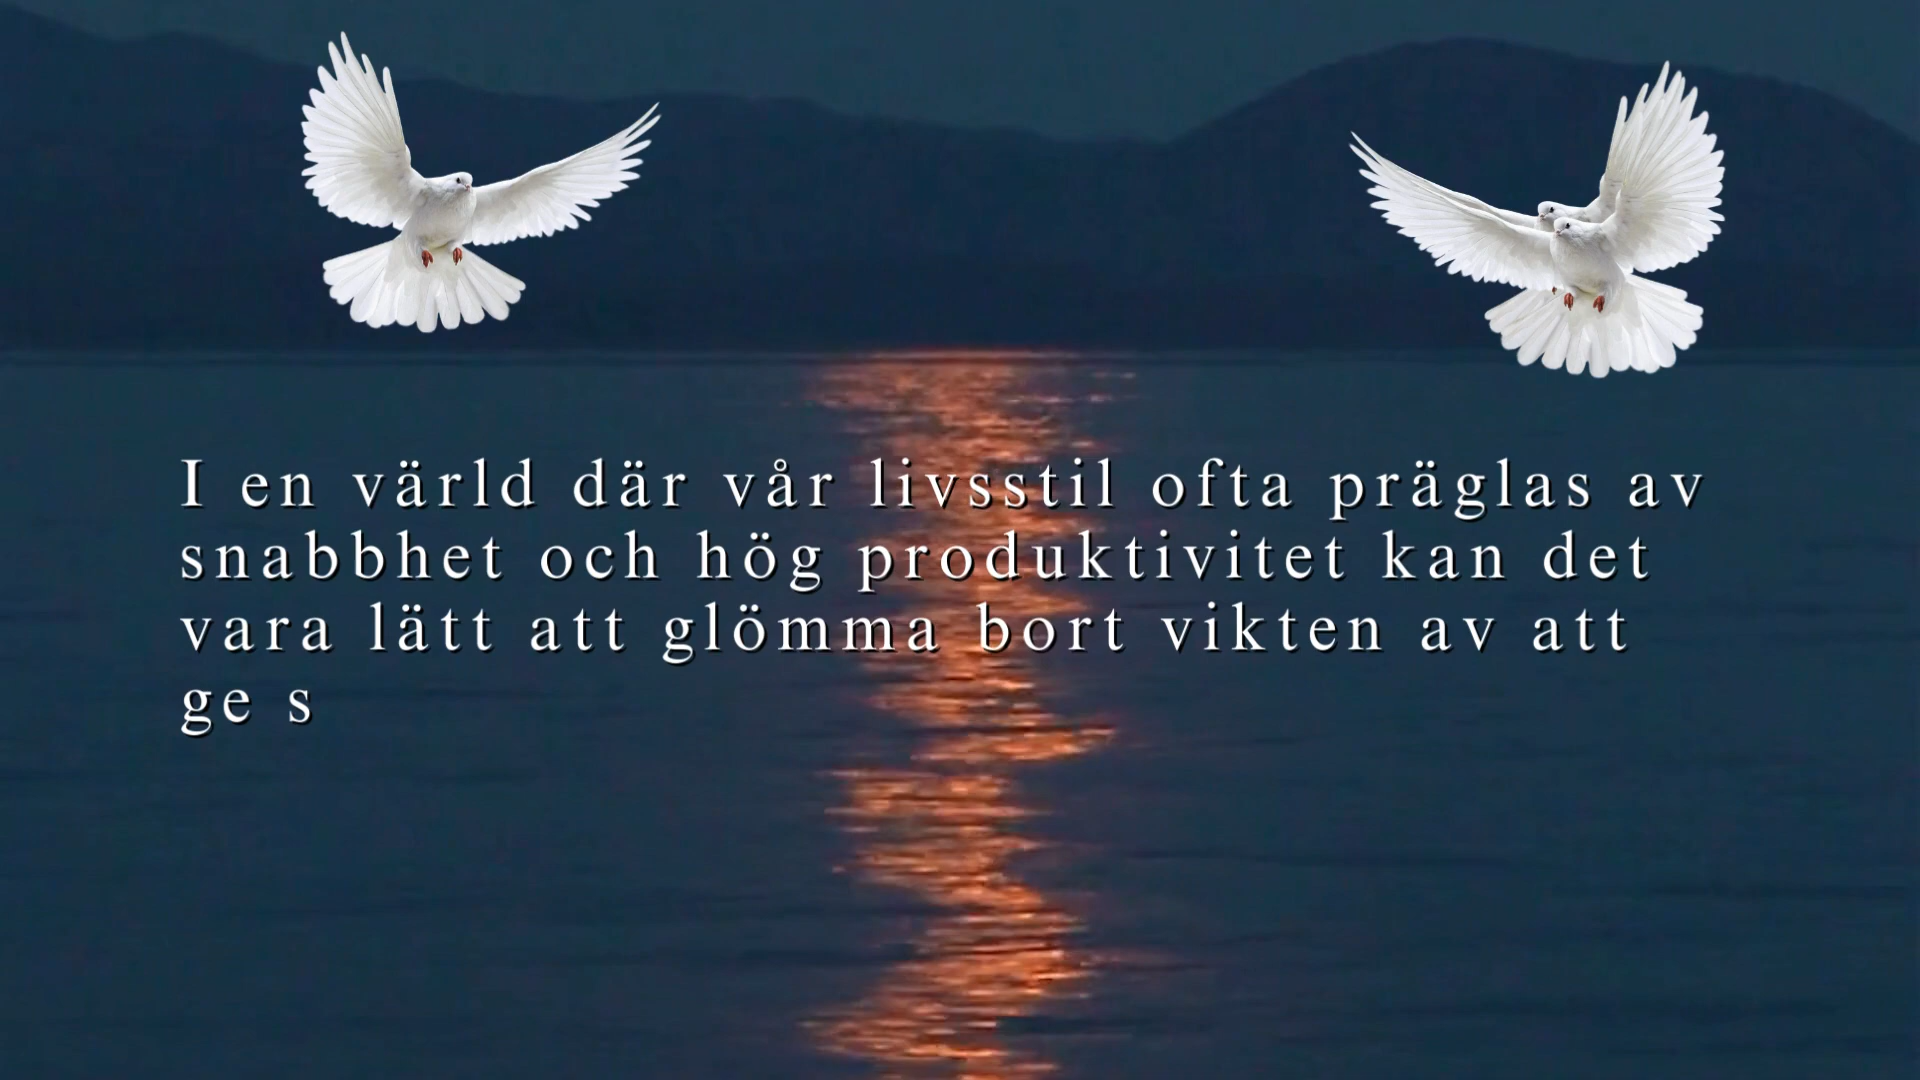 I en värld där vår livsstil ofta präglas av
snabbhet och hög produktivitet kan det
vara lätt att glömma bort vikten av att
ge s